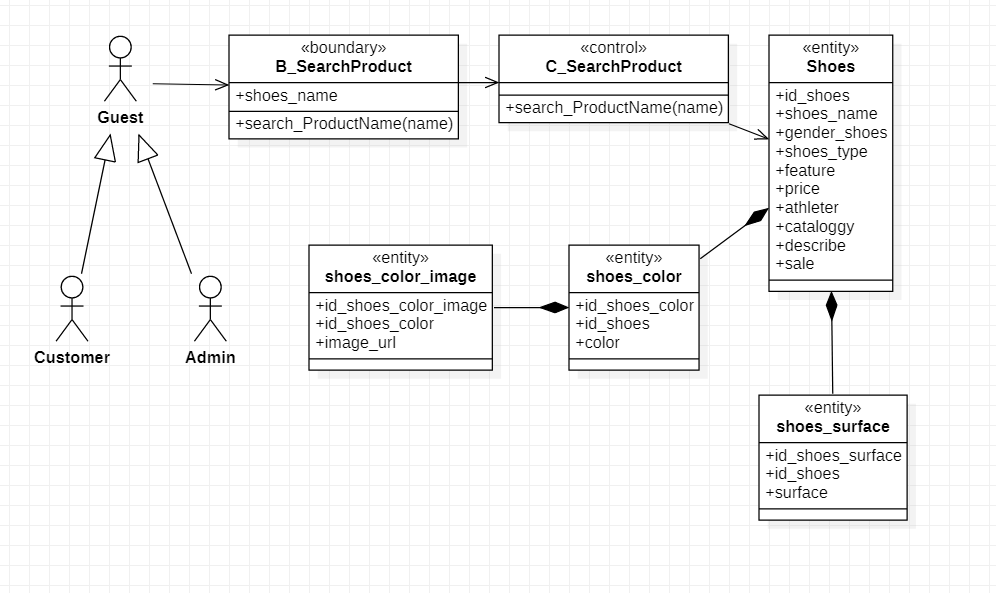 Guest
Customer
Admin
«boundary»
B_SearchProduct
+shoes_name
+search_ProductName(name)
«control»
C_SearchProduct
+search_ProductName(name)
«entity»
Shoes
+id_shoes
+shoes_name
+gender_shoes
+shoes_type
+feature
+price
+athleter
+cataloggy
+describe
+sale
«entity»
shoes_color_image
+id_shoes_color_image
+id_shoes_color
+image_url
«entity»
shoes_color
+id_shoes_color
+id_shoes
+color
«entity»
shoes_surface
+id_shoes_surface
+id_shoes
+surface